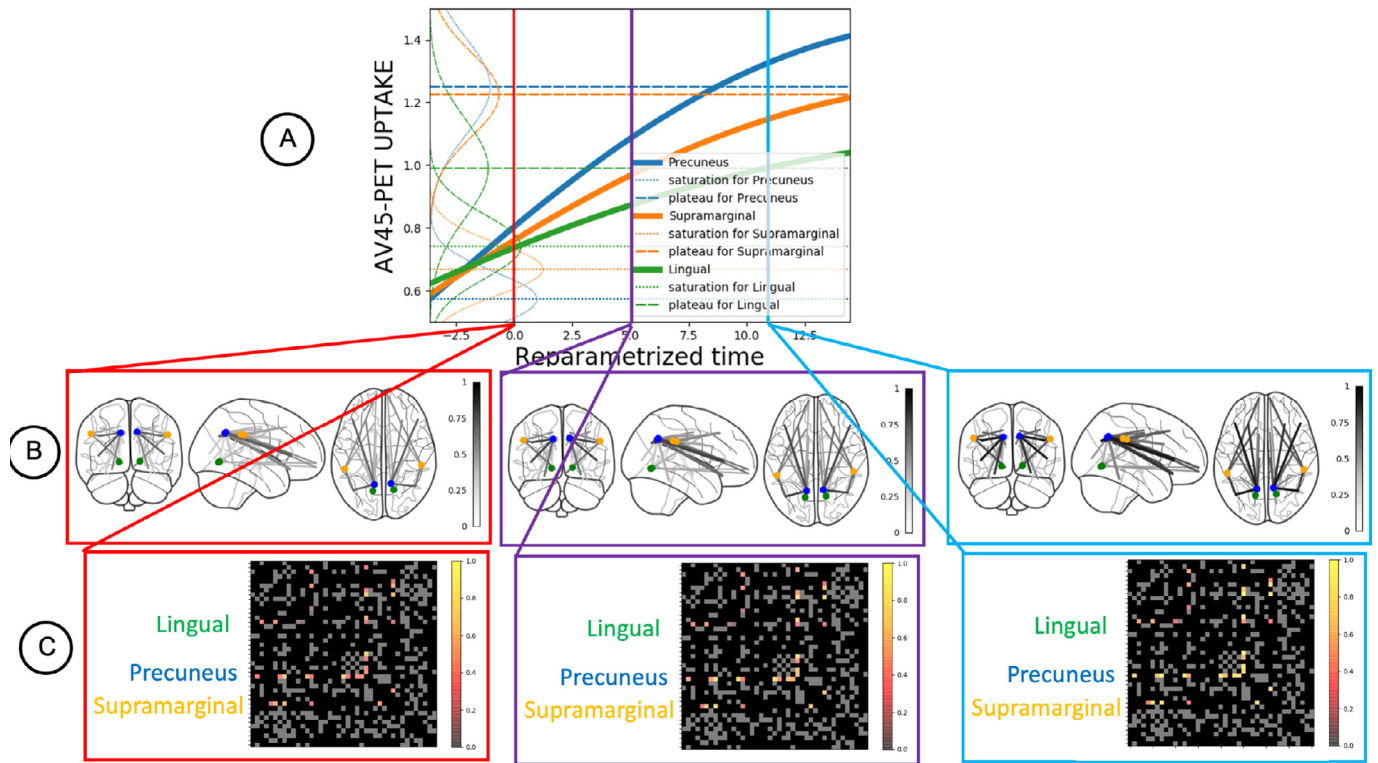 A
AV45-PET UPTAKE
1.4
1.2
1.0
0.8
0.6
Precuneus
saturation for Precuneus
plateau for Precuneus
Supramarginal
saturation for Supramarginal
plateau for Supramarginal
Lingual
saturation for Lingual
plateau for Lingual
-2.5 0.0 2.5 5.0 7.5 10.0 12.5
Reparametrized time
B
1
0.75
0.5
0.25
0
1
0.75
0.5
0.25
0
1
0.75
0.5
0.25
0
C
Lingual
Precuneus
Supramarginal
1.0
0.8
0.6
0.4
0.2
0.0
Lingual
Precuneus
Supramarginal
1.0
0.8
0.6
0.4
0.2
0.0
Lingual
Precuneus
Supramarginal
1.0
0.8
0.6
0.4
0.2
0.0